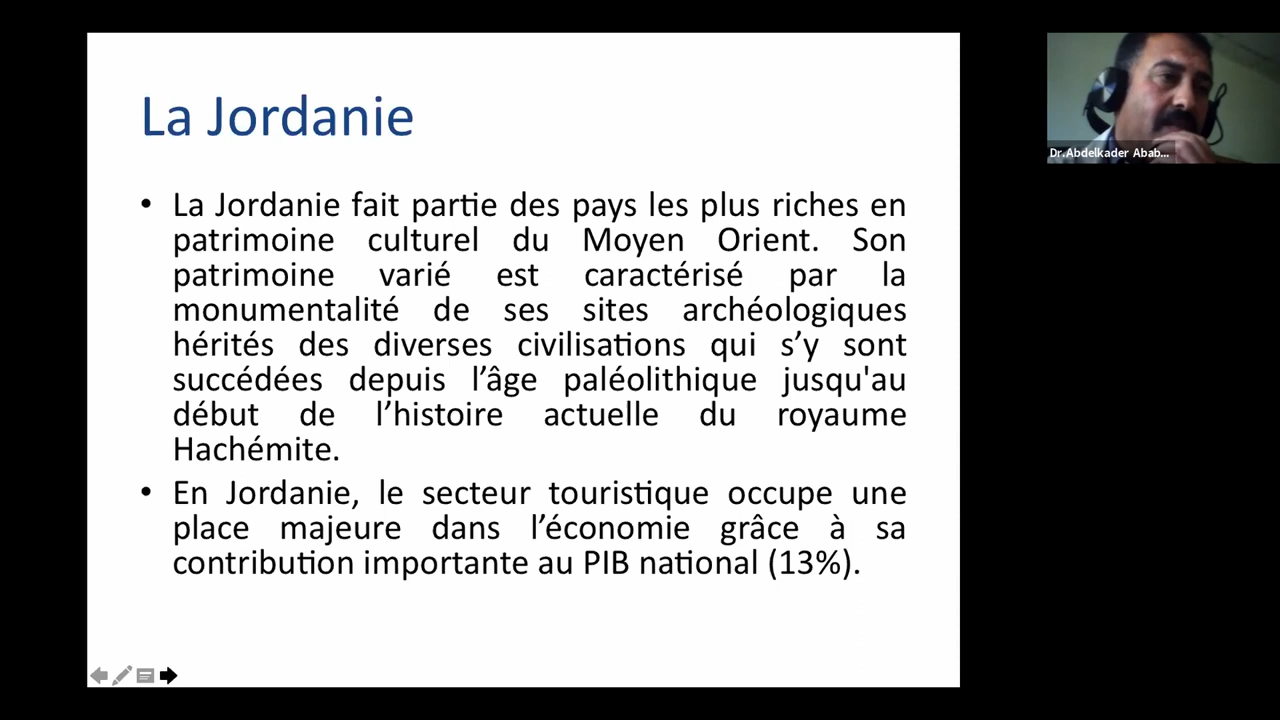 La Jordanie
• La Jordanie fait partie des pays les plus riches en
patrimoine culturel du Moyen Orient. Son
patrimoine varié est caractérisé par la
monumentalité de ses sites archéologiques
hérités des diverses civilisations qui s’y sont
succédées depuis l’âge paléolithique jusqu'au
début de l’histoire actuelle du royaume
Hachémite.
• En Jordanie, le secteur touristique occupe une
place majeure dans l’économie grâce à sa
contribution importante au PIB national (13%).
Dr.Abdelkader Abab...